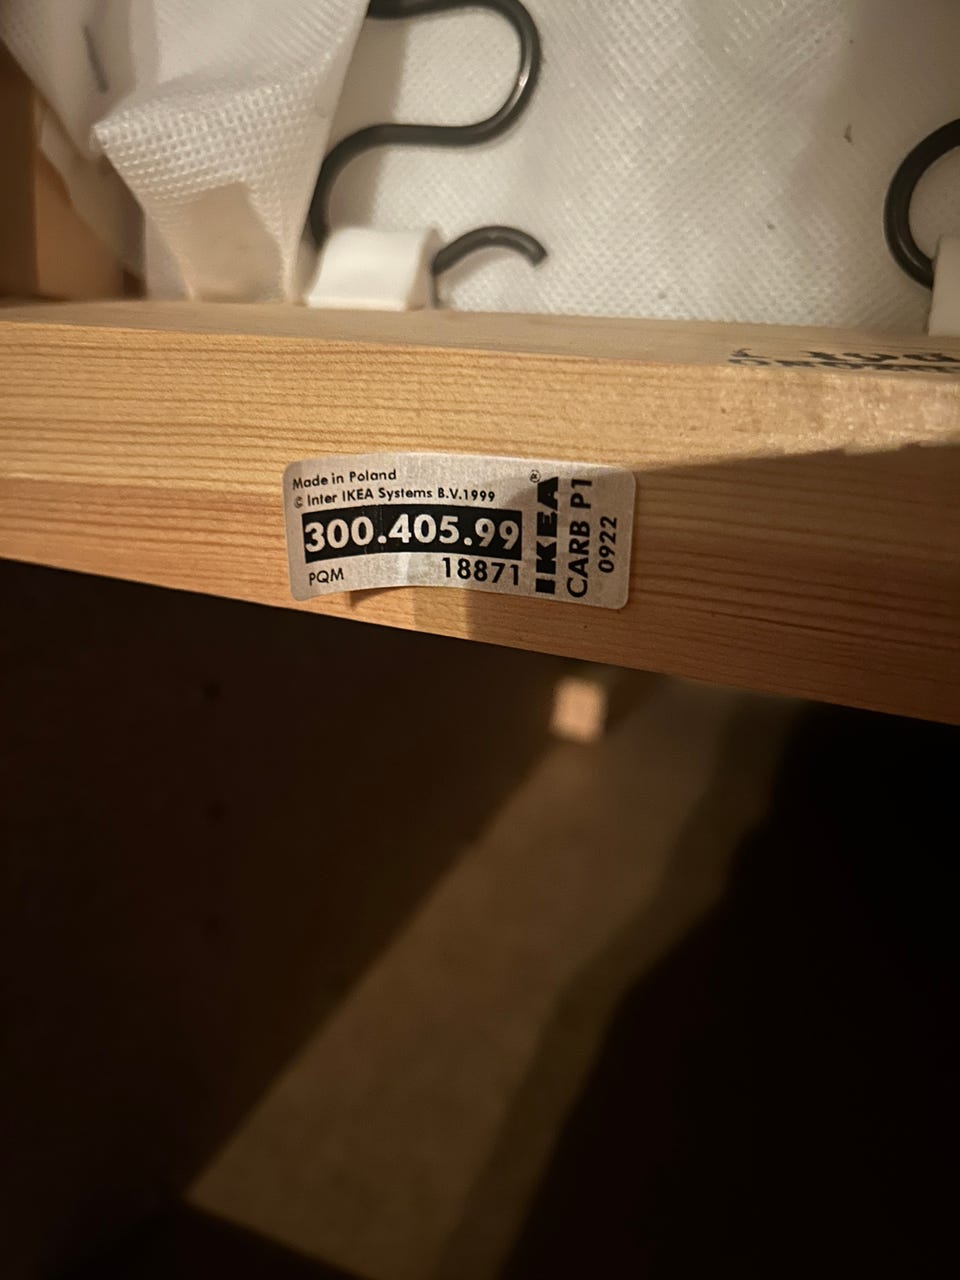 Made in Poland
© Inter IKEA Systems B.V.1999
300.405.99
PQM 18871
IKEA®
CARB P1
0922